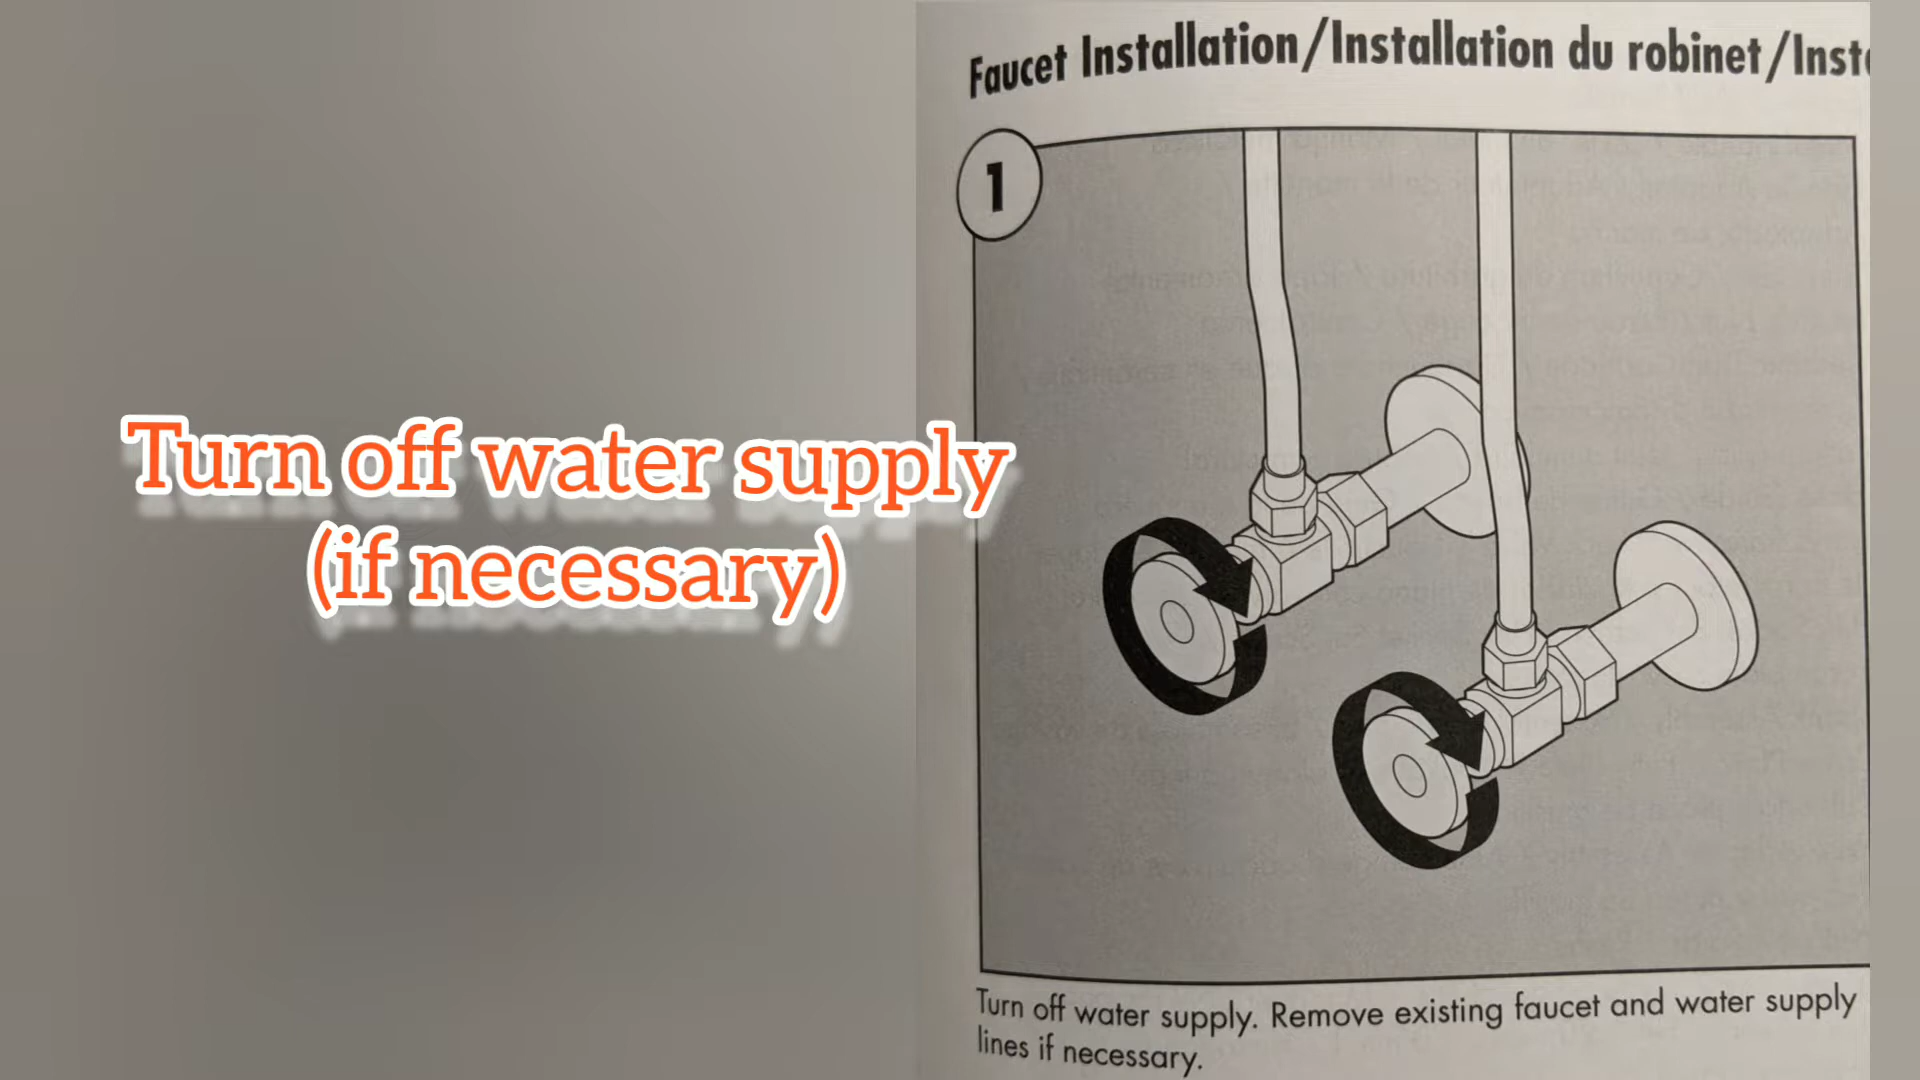 Faucet Installation/Installation du robinet/Inst
1
Turn off water supply
(if necessary)
Turn off water supply. Remove existing faucet and water supply
lines if necessary.